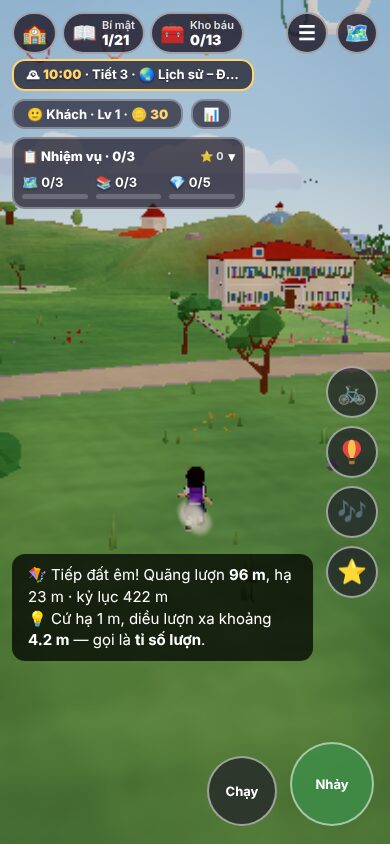 Bí mật
1/21
Kho báu
0/13
10:00 · Tiết 3 · Lịch sử – Đ...
Khách · Lv 1 · 30
Nhiệm vụ · 0/3
0 ▾
0/3 0/3 0/5
Tiếp đất êm! Quãng lượn 96 m, hạ
23 m · kỷ lục 422 m
Cứ hạ 1 m, diều lượn xa khoảng
4.2 m — gọi là tỉ số lượn.
Chạy
Nhảy